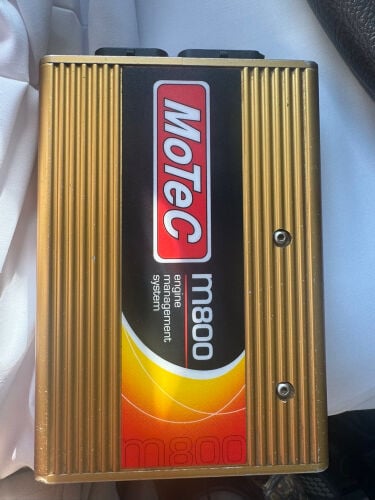 MoTeC
m800
engine
management
system
m800